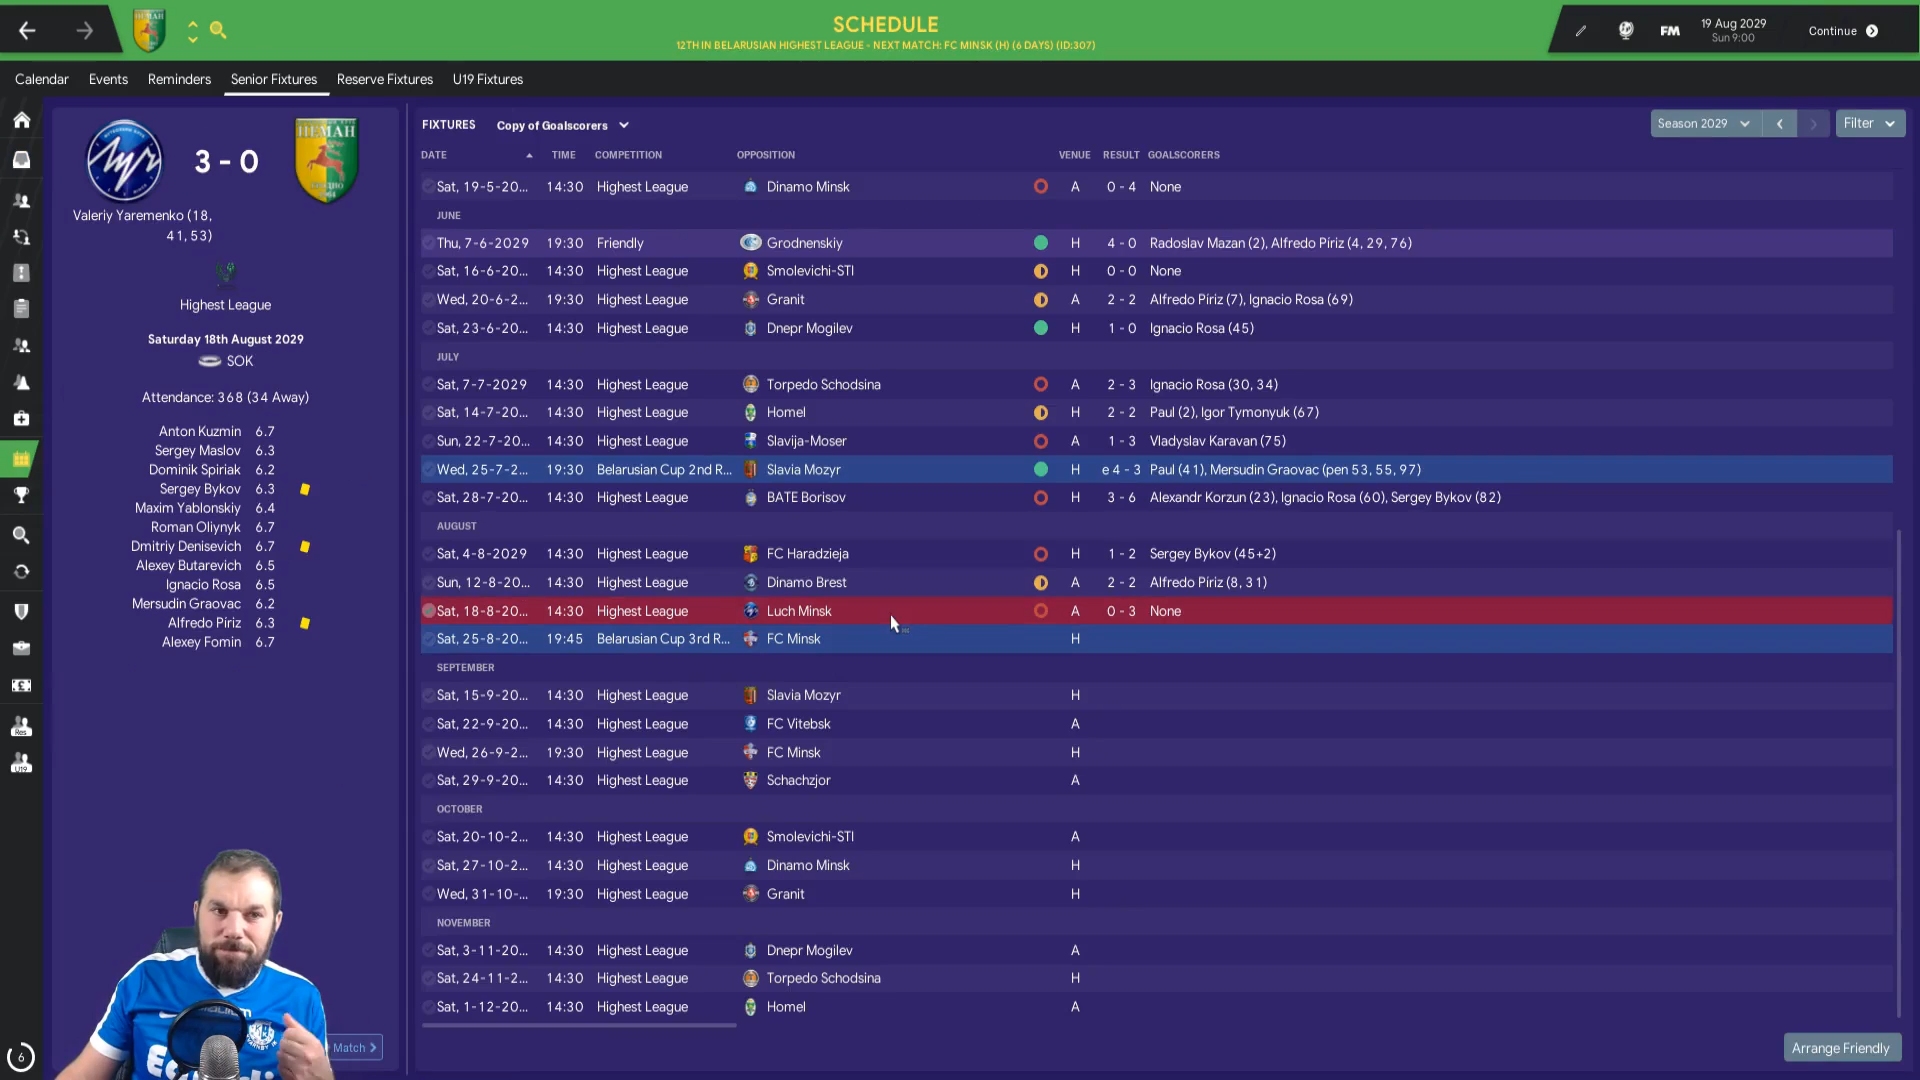 SCHEDULE
12TH IN BELARUSIAN HIGHEST LEAGUE - NEXT MATCH: FC MINSK (H) (6 DAYS) (ID:307)
FM
19 Aug 2029
Sun 9:00
Continue
Calendar Events Reminders Senior Fixtures Reserve Fixtures U19 Fixtures
3 - 0
НЕМАН
Valeriy Yaremenko (18,
41, 53)
Highest League
Saturday 18th August 2029
SOK
Attendance: 368 (34 Away)
Anton Kuzmin 6.7
Sergey Maslov 6.3
Dominik Spiriak 6.2
Sergey Bykov 6.3
Maxim Yablonskiy 6.4
Roman Oliynyk 6.7
Dmitriy Denisevich 6.7
Alexey Butarevich 6.5
Ignacio Rosa 6.5
Mersudin Graovac 6.2
Alfredo Píriz 6.3
Alexey Fomin 6.7
Match
Res
U19
6
FIXTURES Copy of Goalscorers
Season 2029
Filter
DATE TIME COMPETITION OPPOSITION VENUE RESULT GOALSCORERS
Sat, 19-5-20... 14:30 Highest League Dinamo Minsk A 0 - 4 None
JUNE
Thu, 7-6-2029 19:30 Friendly Grodnenskiy H 4 - 0 Radoslav Mazan (2), Alfredo Píriz (4, 29, 76)
Sat, 16-6-20... 14:30 Highest League Smolevichi-STI H 0 - 0 None
Wed, 20-6-2... 19:30 Highest League Granit A 2 - 2 Alfredo Píriz (7), Ignacio Rosa (69)
Sat, 23-6-20... 14:30 Highest League Dnepr Mogilev H 1 - 0 Ignacio Rosa (45)
JULY
Sat, 7-7-2029 14:30 Highest League Torpedo Schodsina A 2 - 3 Ignacio Rosa (30, 34)
Sat, 14-7-20... 14:30 Highest League Homel H 2 - 2 Paul (2), Igor Tymonyuk (67)
Sun, 22-7-20... 14:30 Highest League Slavija-Moser A 1 - 3 Vladyslav Karavan (75)
Wed, 25-7-2... 19:30 Belarusian Cup 2nd R... Slavia Mozyr H e 4 - 3 Paul (41), Mersudin Graovac (pen 53, 55, 97)
Sat, 28-7-20... 14:30 Highest League BATE Borisov H 3 - 6 Alexandr Korzun (23), Ignacio Rosa (60), Sergey Bykov (82)
AUGUST
Sat, 4-8-2029 14:30 Highest League FC Haradzieja H 1 - 2 Sergey Bykov (45+2)
Sun, 12-8-20... 14:30 Highest League Dinamo Brest A 2 - 2 Alfredo Píriz (8, 31)
Sat, 18-8-20... 14:30 Highest League Luch Minsk A 0 - 3 None
Sat, 25-8-20... 19:45 Belarusian Cup 3rd R... FC Minsk H
SEPTEMBER
Sat, 15-9-20... 14:30 Highest League Slavia Mozyr H
Sat, 22-9-20... 14:30 Highest League FC Vitebsk A
Wed, 26-9-2... 19:30 Highest League FC Minsk H
Sat, 29-9-20... 14:30 Highest League Schachzjor A
OCTOBER
Sat, 20-10-2... 14:30 Highest League Smolevichi-STI A
Sat, 27-10-2... 14:30 Highest League Dinamo Minsk H
Wed, 31-10-... 19:30 Highest League Granit H
NOVEMBER
Sat, 3-11-20... 14:30 Highest League Dnepr Mogilev A
Sat, 24-11-2... 14:30 Highest League Torpedo Schodsina H
Sat, 1-12-20... 14:30 Highest League Homel A
Arrange Friendly